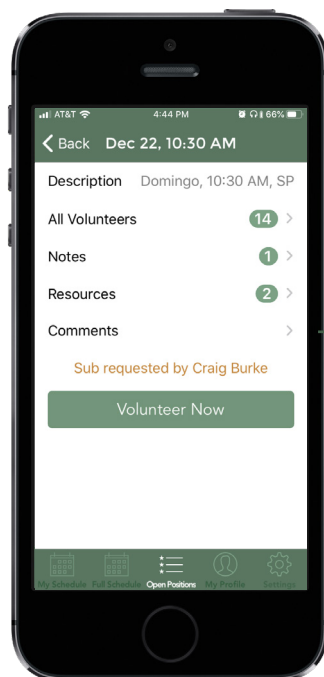 AT&T 4:44 PM 66%
Back Dec 22, 10:30 AM
Description Domingo, 10:30 AM, SP
All Volunteers 14
Notes 1
Resources 2
Comments
Sub requested by Craig Burke
Volunteer Now
My Schedule Full Schedule Open Positions My Profile Settings